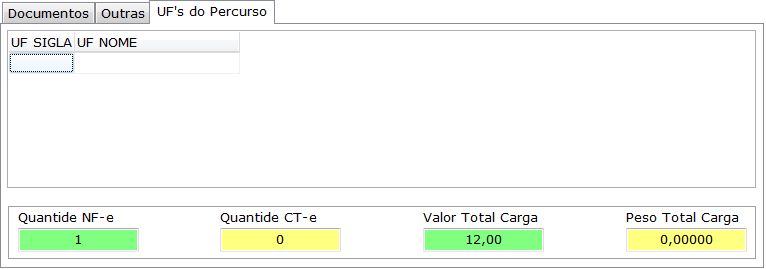 Documentos Outras UF's do Percurso
UF SIGLA UF NOME
Quantide NF-e Quantide CT-e Valor Total Carga Peso Total Carga
1 0 12,00 0,00000